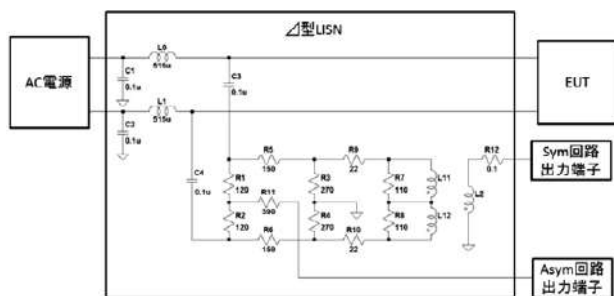 ⊿型LISN
AC電源
EUT
L0
515u
C1
0.1u
C3
0.1u
L1
515u
C2
0.1u
C4
0.1u
R5
150
R9
22
R12
0.1
Sym回路
出力端子
R1
120
R11
390
R3
270
R7
110
L11
L2
R2
120
R4
270
R8
110
L12
R6
150
R10
22
Asym回路
出力端子